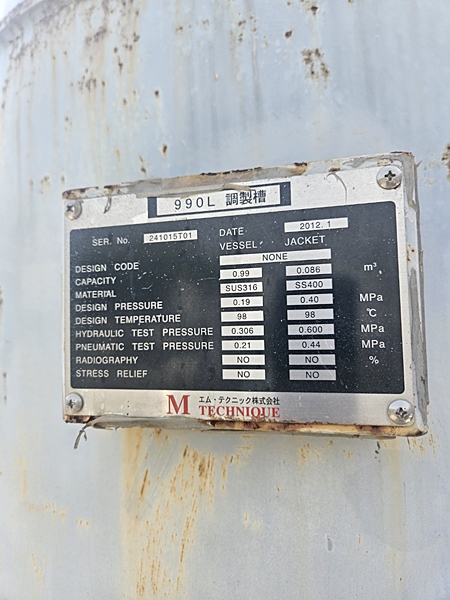 990L 調製槽
SER. No. 241015T01 DATE 2012.1
VESSEL JACKET
DESIGN CODE NONE
CAPACITY 0.99 0.086 m³
MATERIAL SUS316 SS400
DESIGN PRESSURE 0.19 0.40 MPa
DESIGN TEMPERATURE 98 98 ℃
HYDRAULIC TEST PRESSURE 0.306 0.600 MPa
PNEUMATIC TEST PRESSURE 0.21 0.44 MPa
RADIOGRAPHY NO NO %
STRESS RELIEF NO NO
M エム・テクニック株式会社
TECHNIQUE